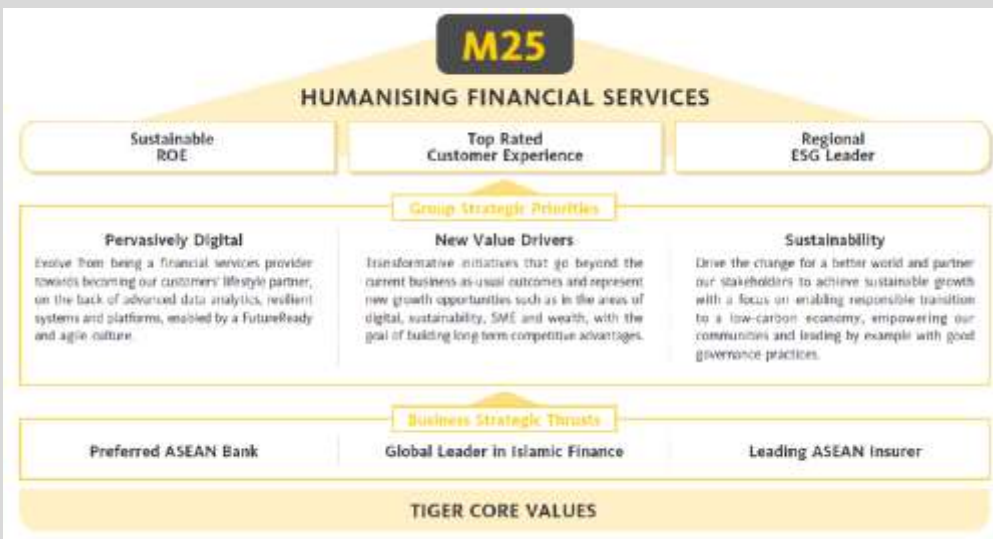 M25
HUMANISING FINANCIAL SERVICES
Sustainable
ROE
Top Rated
Customer Experience
Regional
ESG Leader
Group Strategic Priorities
Pervasively Digital
Evolve from being a financial services provider
towards becoming our customers' lifestyle partner,
on the back of advanced data analytics, resilient
systems and platforms, enabled by a FutureReady
and agile culture.
New Value Drivers
Transformative initiatives that go beyond the
current business as usual outcomes and represent
new growth opportunities such as in the areas of
digital, sustainability, SME and wealth, with the
goal of building long term competitive advantages.
Sustainability
Drive the change for a better world and partner
our stakeholders to achieve sustainable growth
with a focus on enabling responsible transition
to a low-carbon economy, empowering our
communities and leading by example with good
governance practices.
Business Strategic Thrusts
Preferred ASEAN Bank
Global Leader in Islamic Finance
Leading ASEAN Insurer
TIGER CORE VALUES